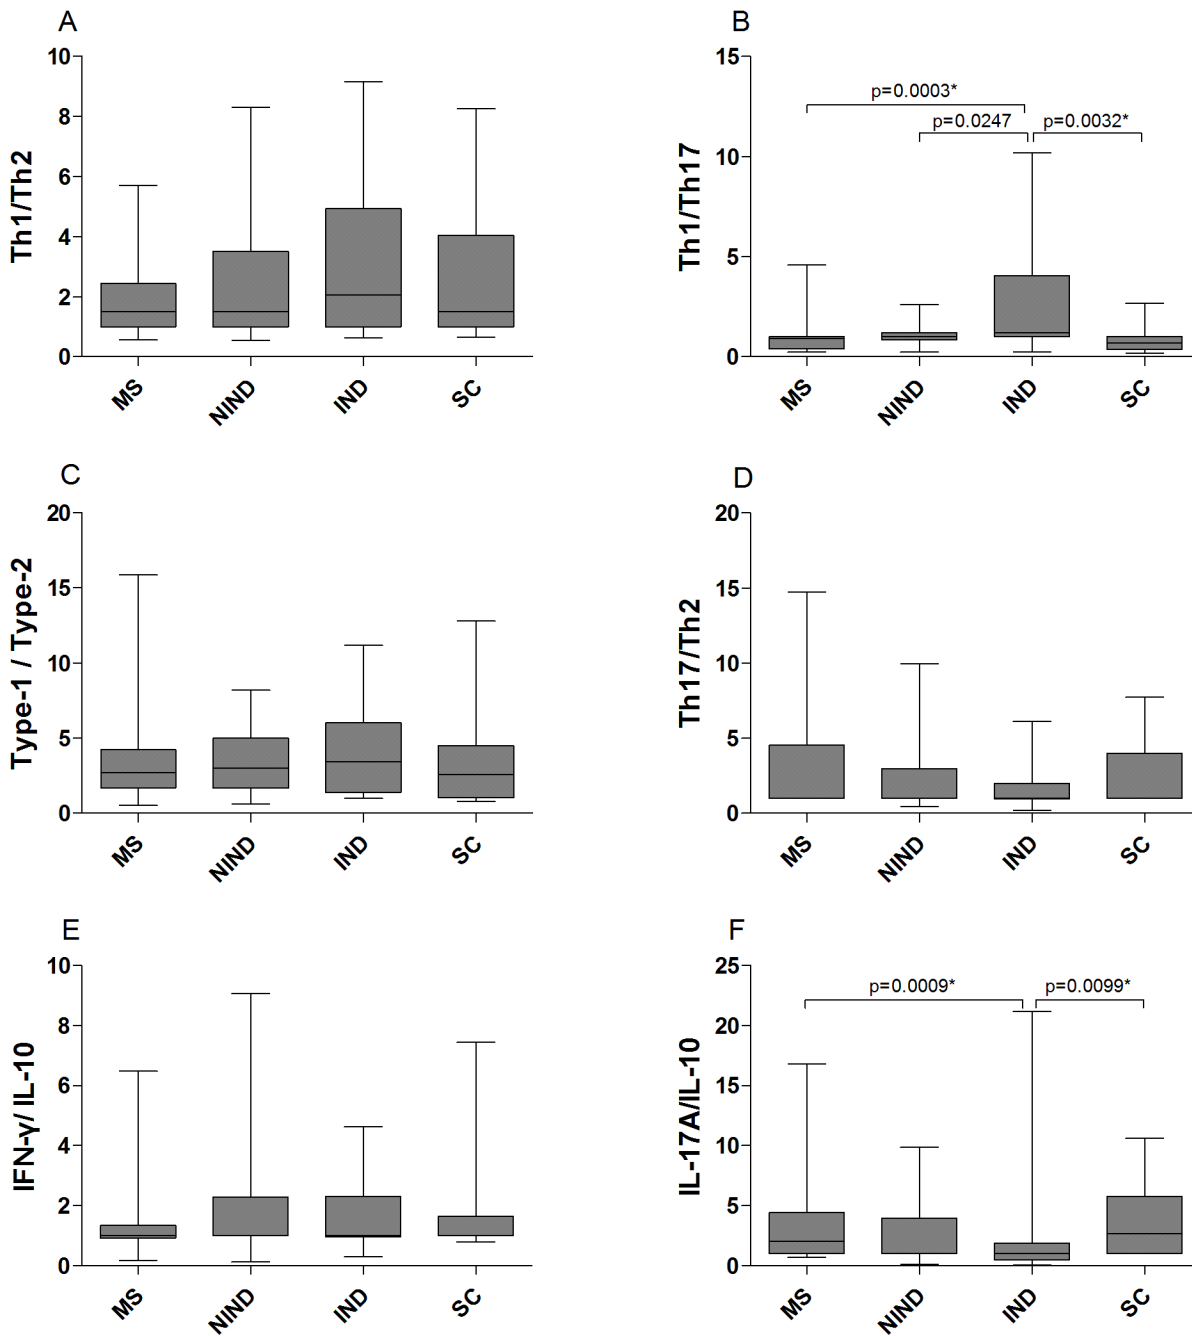 A
Th1/Th2
10
8
6
4
2
0
MS
NIND
IND
SC
B
Th1/Th17
15
10
5
0
p=0.0003*
p=0.0247
p=0.0032*
MS
NIND
IND
SC
C
Type-1 / Type-2
20
15
10
5
0
MS
NIND
IND
SC
D
Th17/Th2
20
15
10
5
0
MS
NIND
IND
SC
E
IFN-γ/ IL-10
10
8
6
4
2
0
MS
NIND
IND
SC
F
IL-17A/IL-10
25
20
15
10
5
0
p=0.0009*
p=0.0099*
MS
NIND
IND
SC